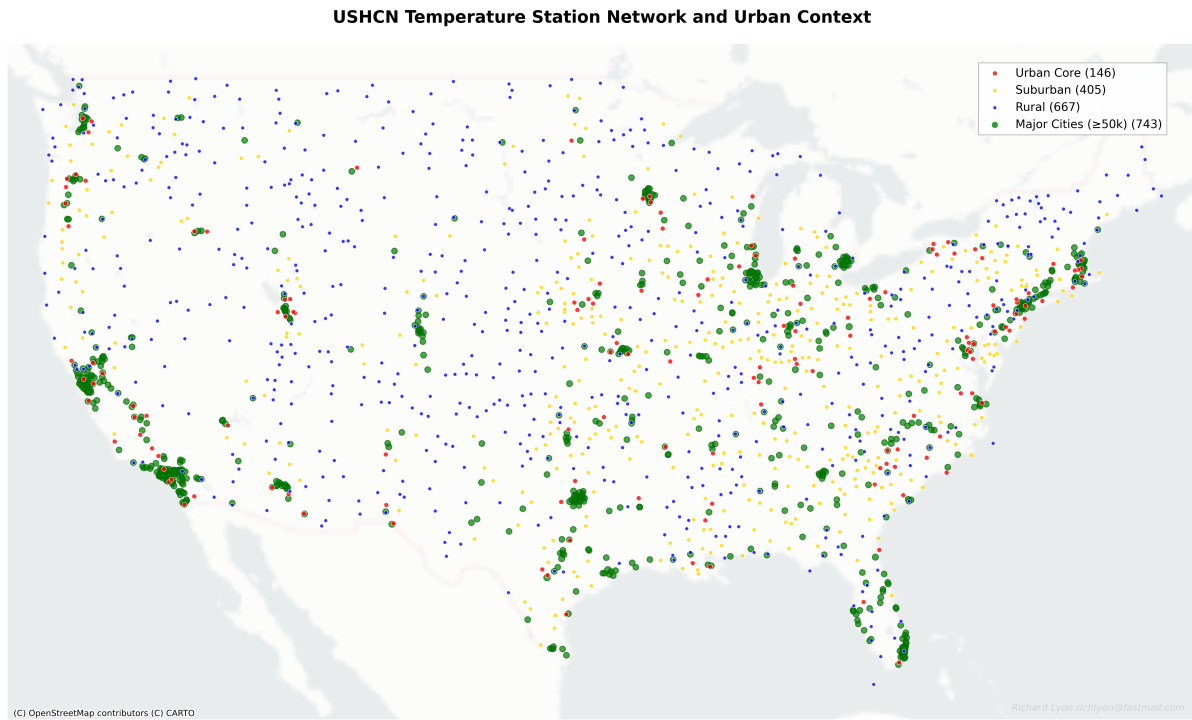 USHCN Temperature Station Network and Urban Context
Urban Core (146)
Suburban (405)
Rural (667)
Major Cities (≥50k) (743)
(C) OpenStreetMap contributors (C) CARTO
Richard Lyon richlyon@fastmail.com